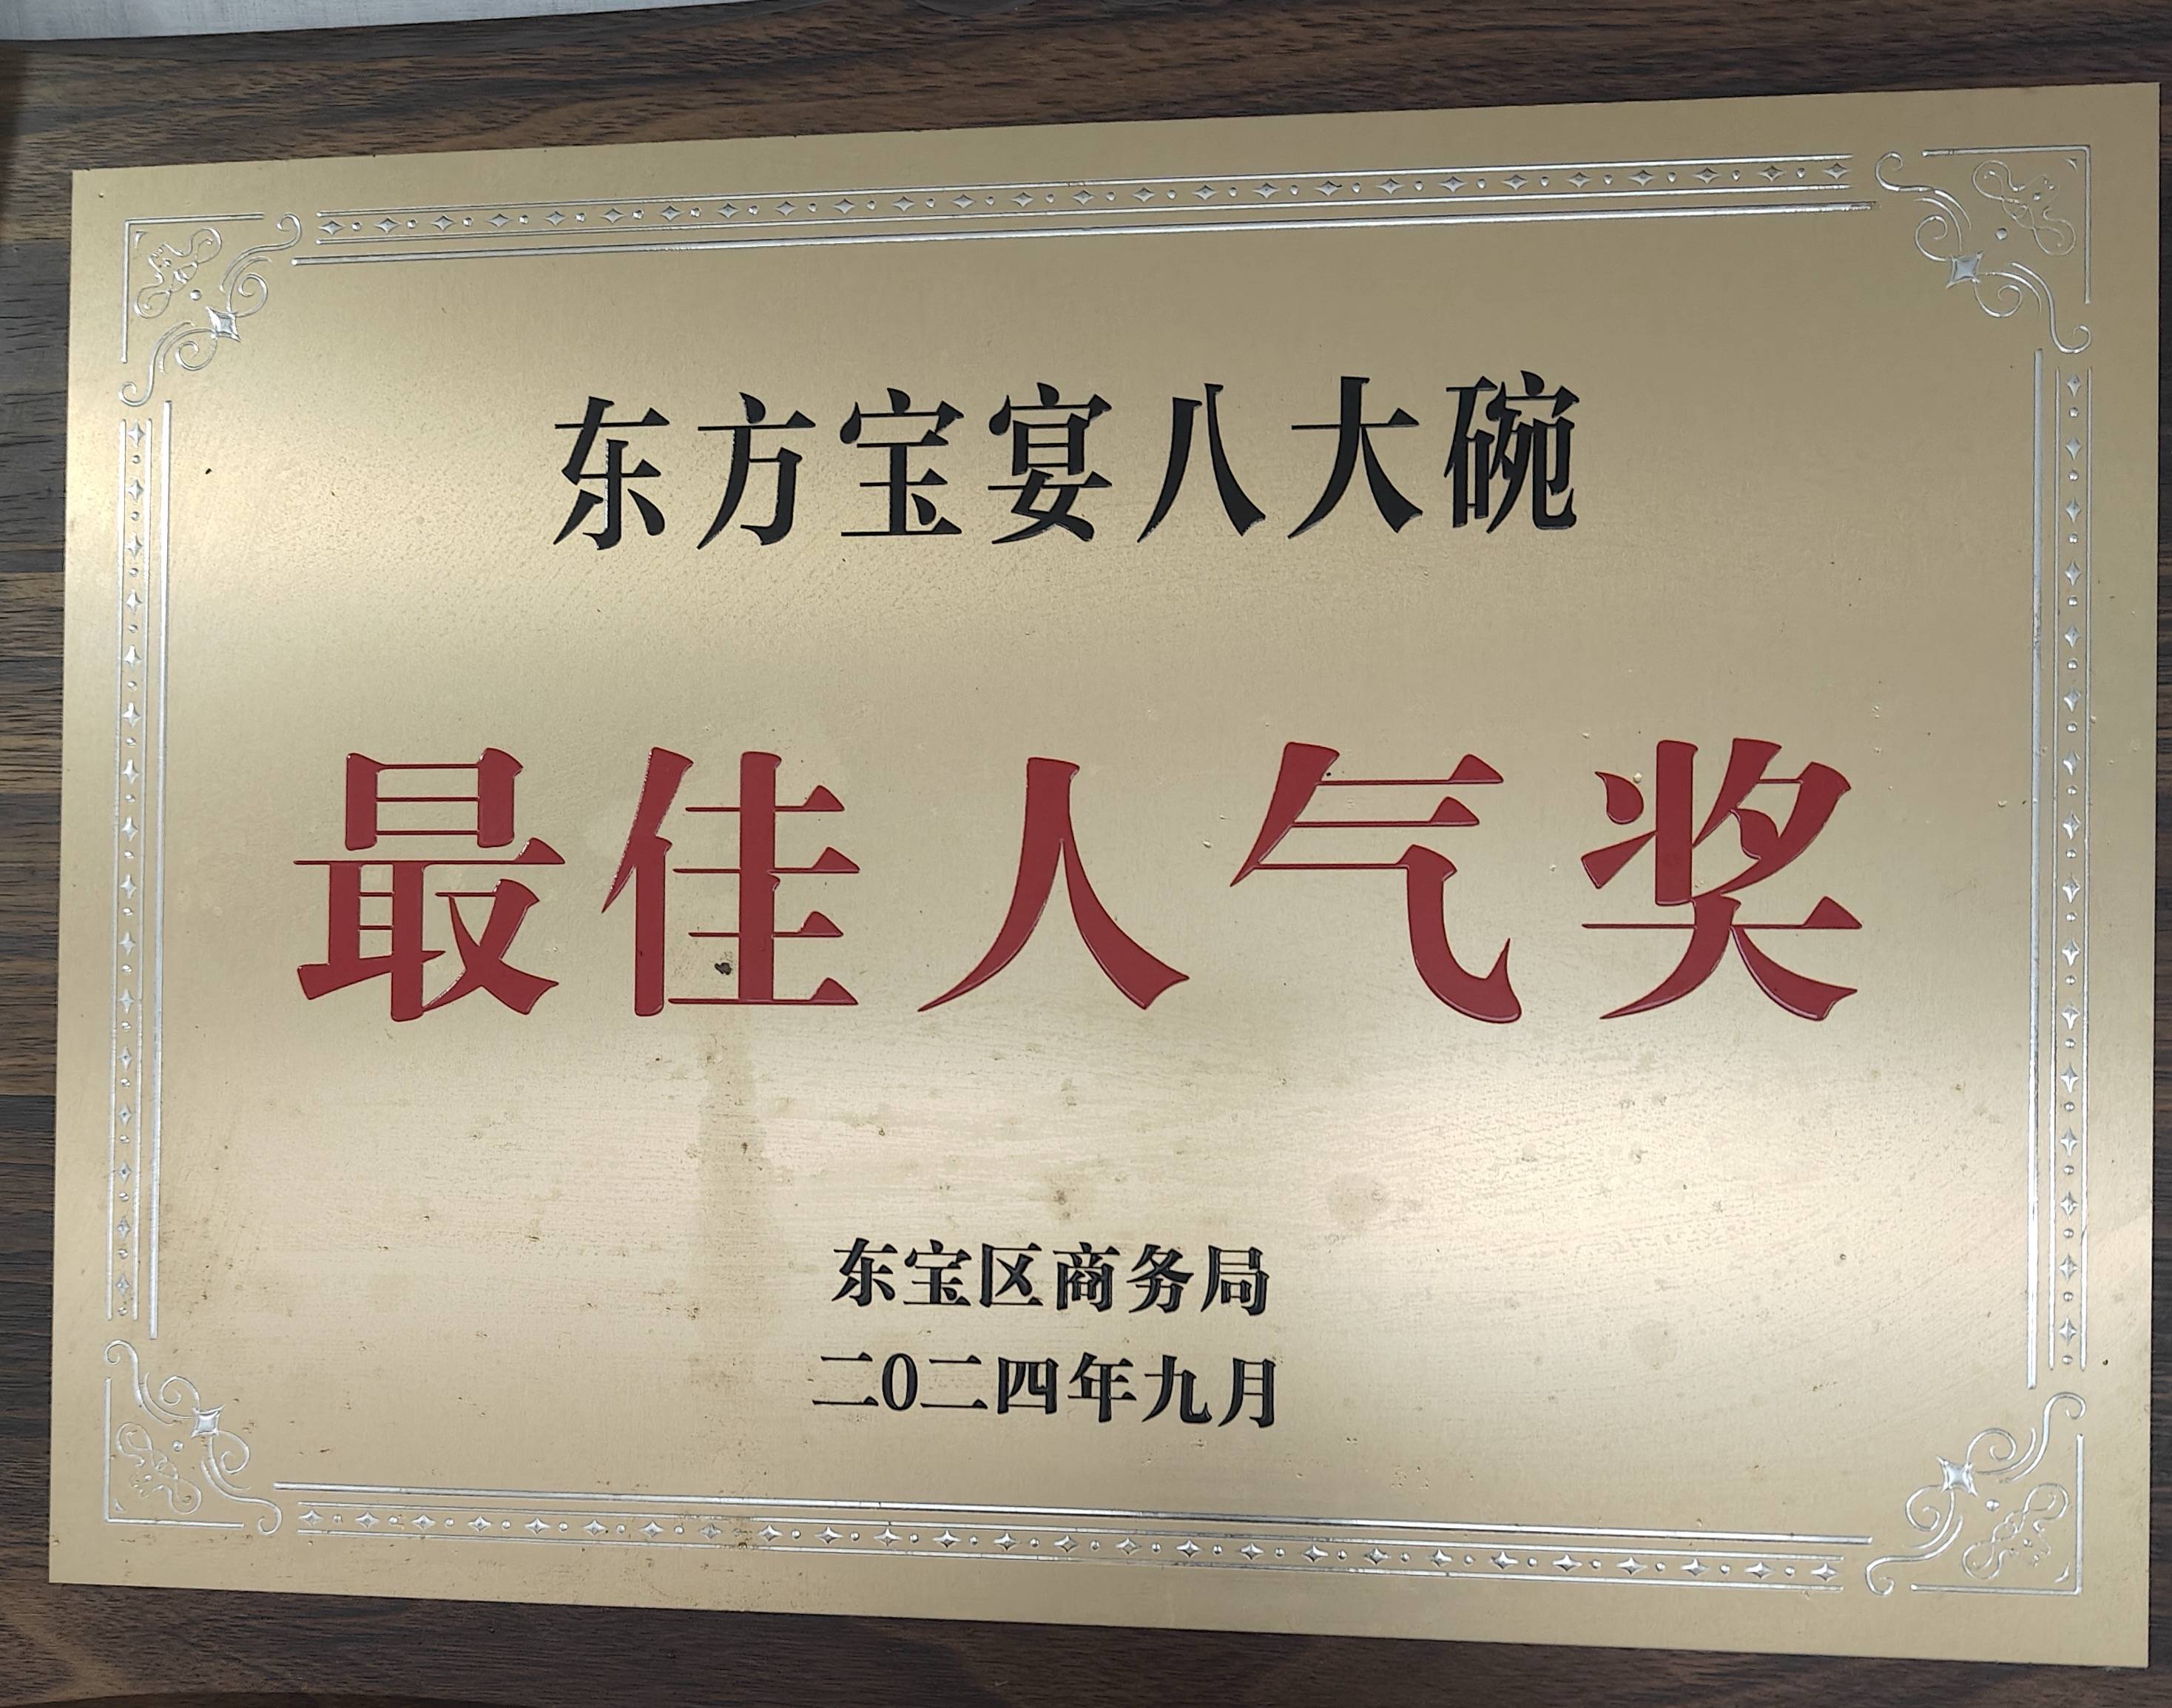 东方宝宴八大碗
最佳人气奖
东宝区商务局
二0二四年九月